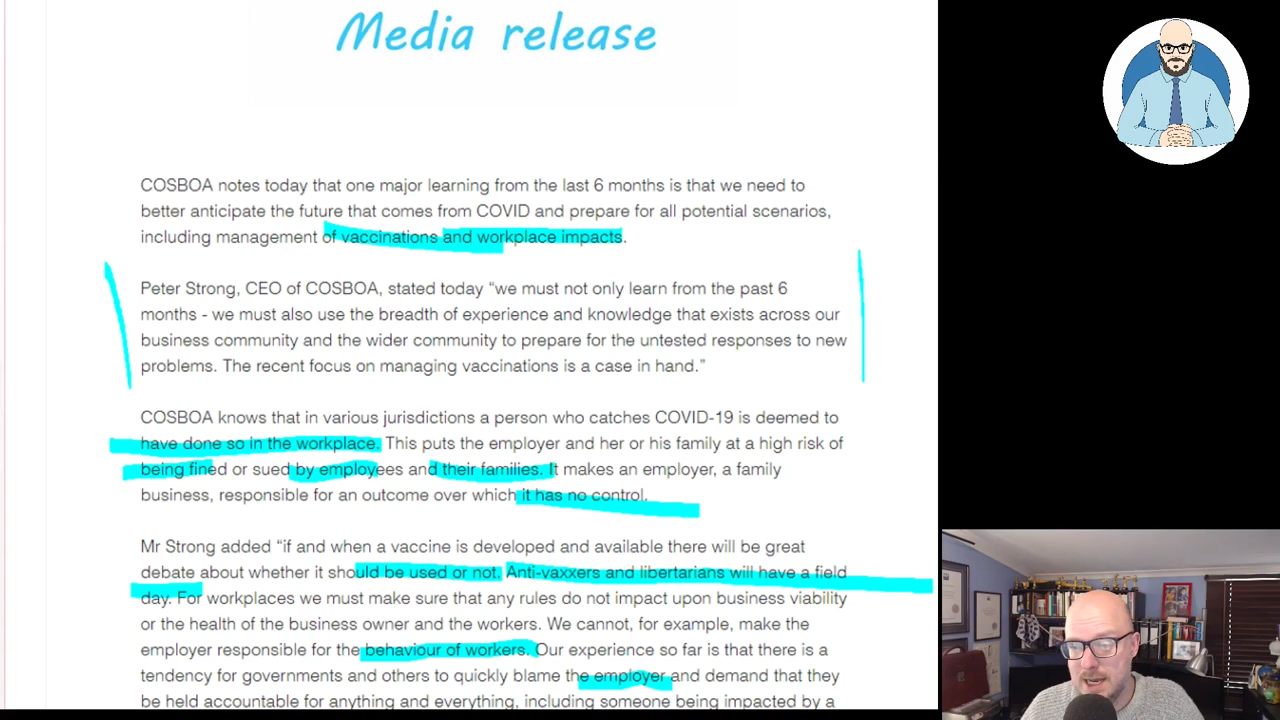 Media release
COSBOA notes today that one major learning from the last 6 months is that we need to
better anticipate the future that comes from COVID and prepare for all potential scenarios,
including management of vaccinations and workplace impacts.
Peter Strong, CEO of COSBOA, stated today “we must not only learn from the past 6
months - we must also use the breadth of experience and knowledge that exists across our
business community and the wider community to prepare for the untested responses to new
problems. The recent focus on managing vaccinations is a case in hand.”
COSBOA knows that in various jurisdictions a person who catches COVID-19 is deemed to
have done so in the workplace. This puts the employer and her or his family at a high risk of
being fined or sued by employees and their families. It makes an employer, a family
business, responsible for an outcome over which it has no control.
Mr Strong added “if and when a vaccine is developed and available there will be great
debate about whether it should be used or not. Anti-vaxxers and libertarians will have a field
day. For workplaces we must make sure that any rules do not impact upon business viability
or the health of the business owner and the workers. We cannot, for example, make the
employer responsible for the behaviour of workers. Our experience so far is that there is a
tendency for governments and others to quickly blame the employer and demand that they
be held accountable for anything and everything, including someone being impacted by a